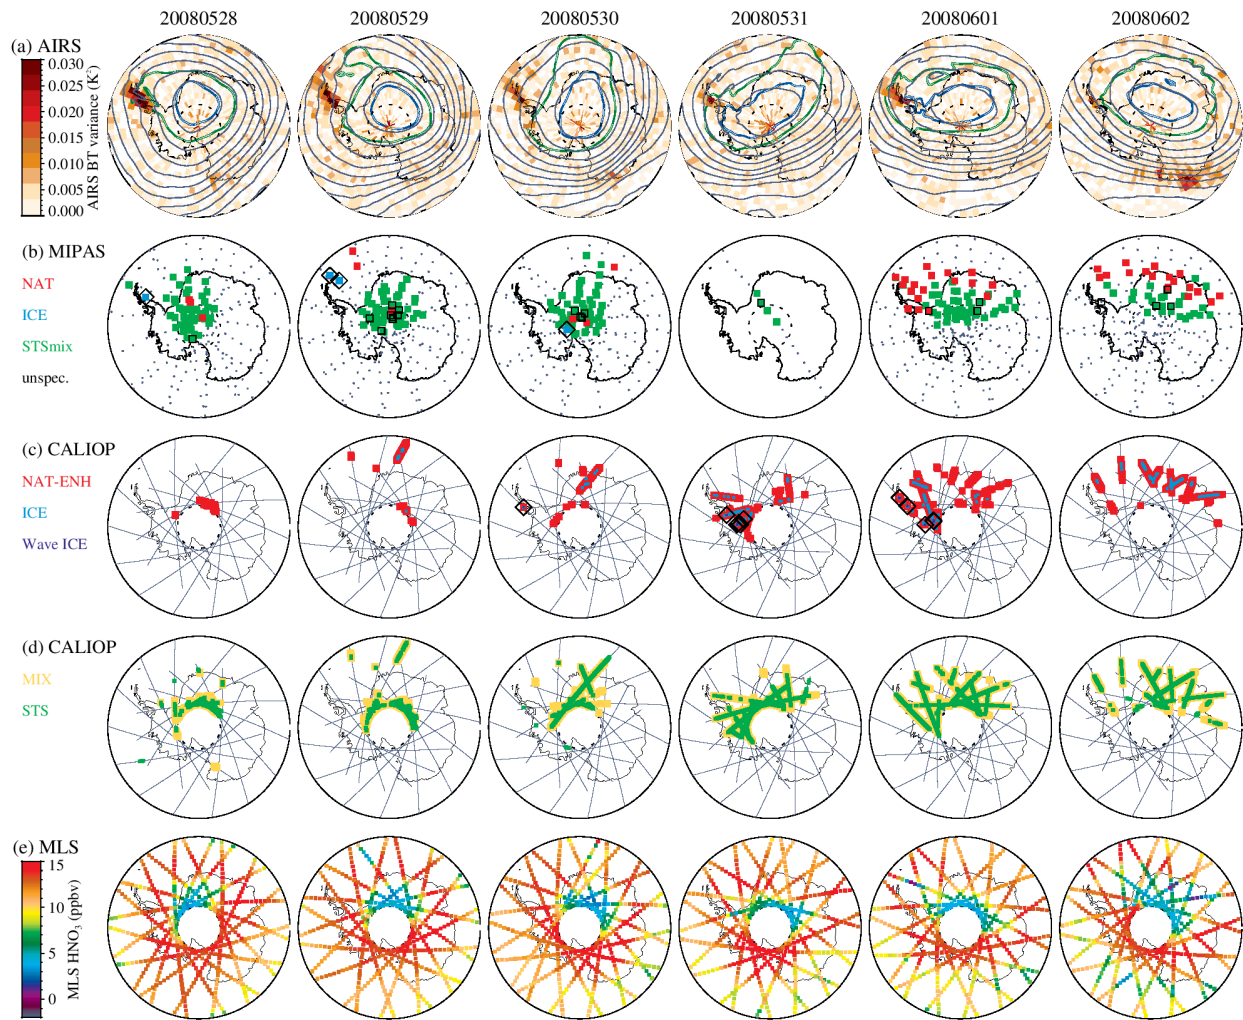 20080528 20080529 20080530 20080531 20080601 20080602
(a) AIRS
0.030
0.025
0.020
0.015
0.010
0.005
0.000
AIRS BT variance (K²)
(b) MIPAS
NAT
ICE
STSmix
unspec.
(c) CALIOP
NAT-ENH
ICE
Wave ICE
(d) CALIOP
MIX
STS
(e) MLS
15
10
5
0
MLS HNO₃ (ppbv)